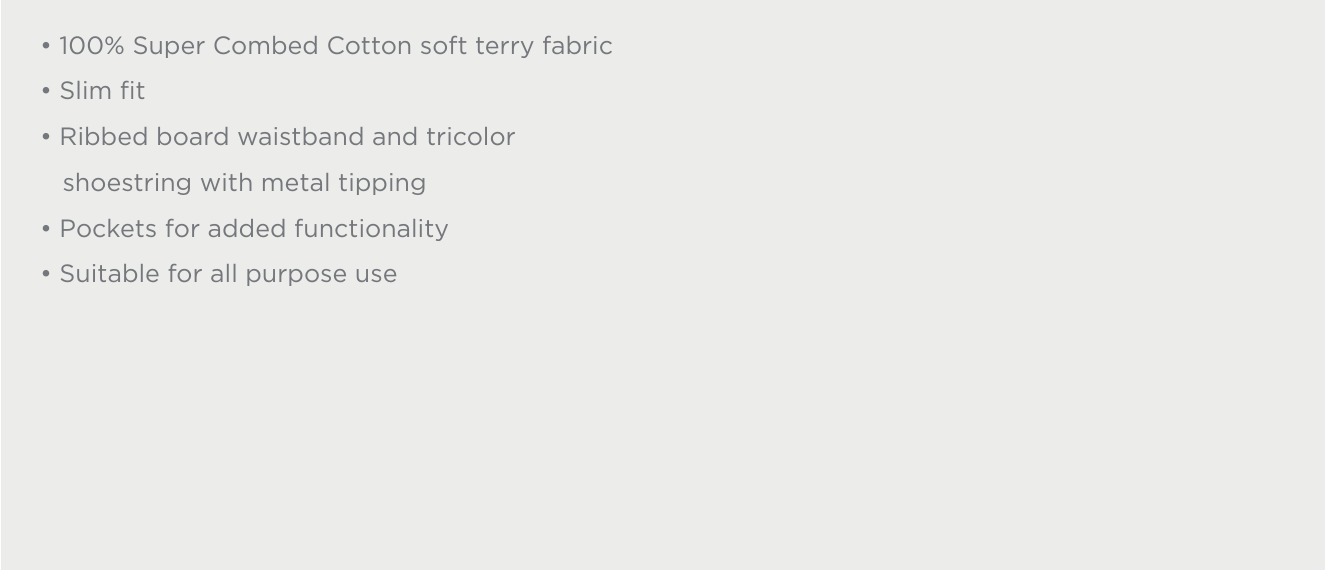 • 100% Super Combed Cotton soft terry fabric
• Slim fit
• Ribbed board waistband and tricolor
shoestring with metal tipping
• Pockets for added functionality
• Suitable for all purpose use